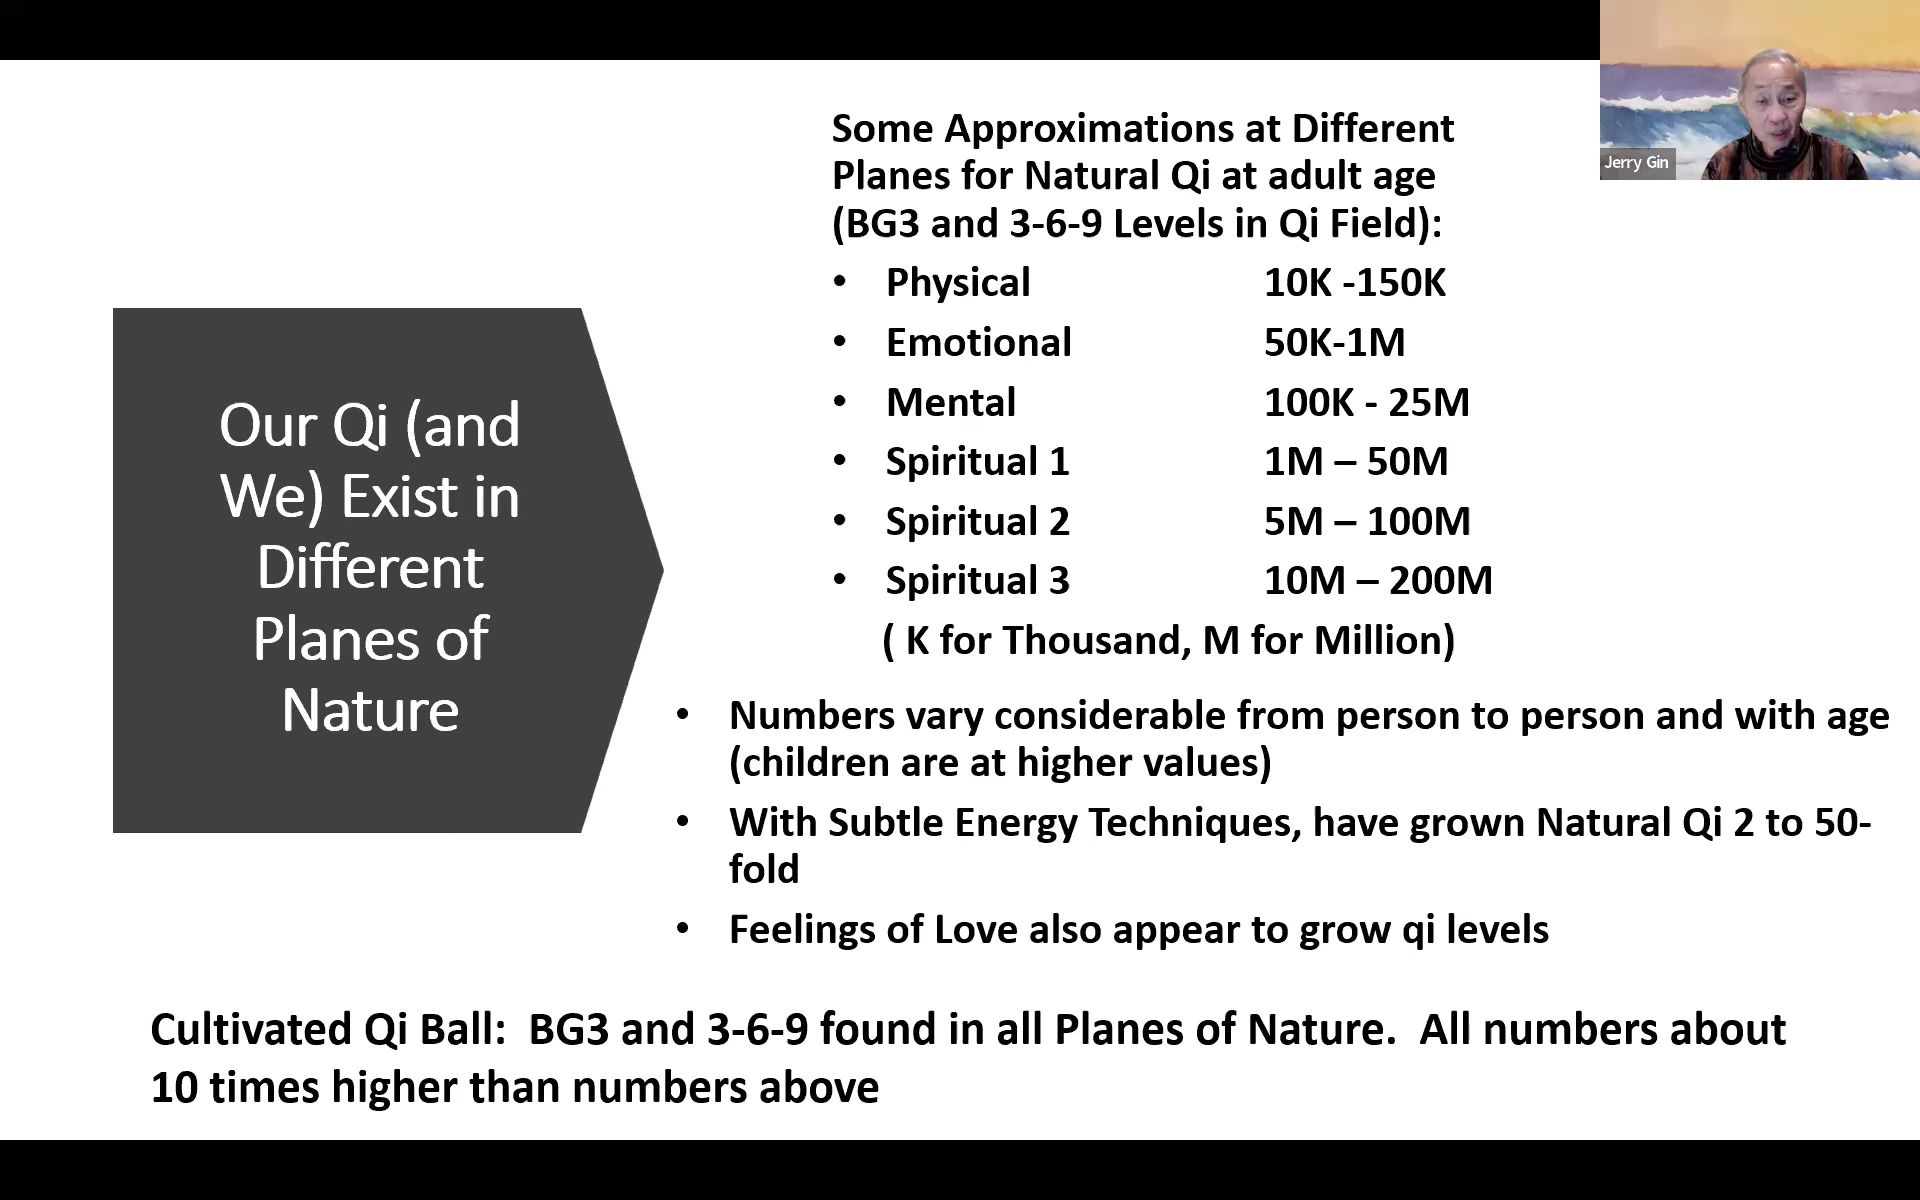 Our Qi (and
We) Exist in
Different
Planes of
Nature
Some Approximations at Different
Planes for Natural Qi at adult age
(BG3 and 3-6-9 Levels in Qi Field):
• Physical 10K -150K
• Emotional 50K-1M
• Mental 100K - 25M
• Spiritual 1 1M – 50M
• Spiritual 2 5M – 100M
• Spiritual 3 10M – 200M
( K for Thousand, M for Million)
• Numbers vary considerable from person to person and with age
(children are at higher values)
• With Subtle Energy Techniques, have grown Natural Qi 2 to 50-
fold
• Feelings of Love also appear to grow qi levels
Cultivated Qi Ball:  BG3 and 3-6-9 found in all Planes of Nature.  All numbers about
10 times higher than numbers above
Jerry Gin